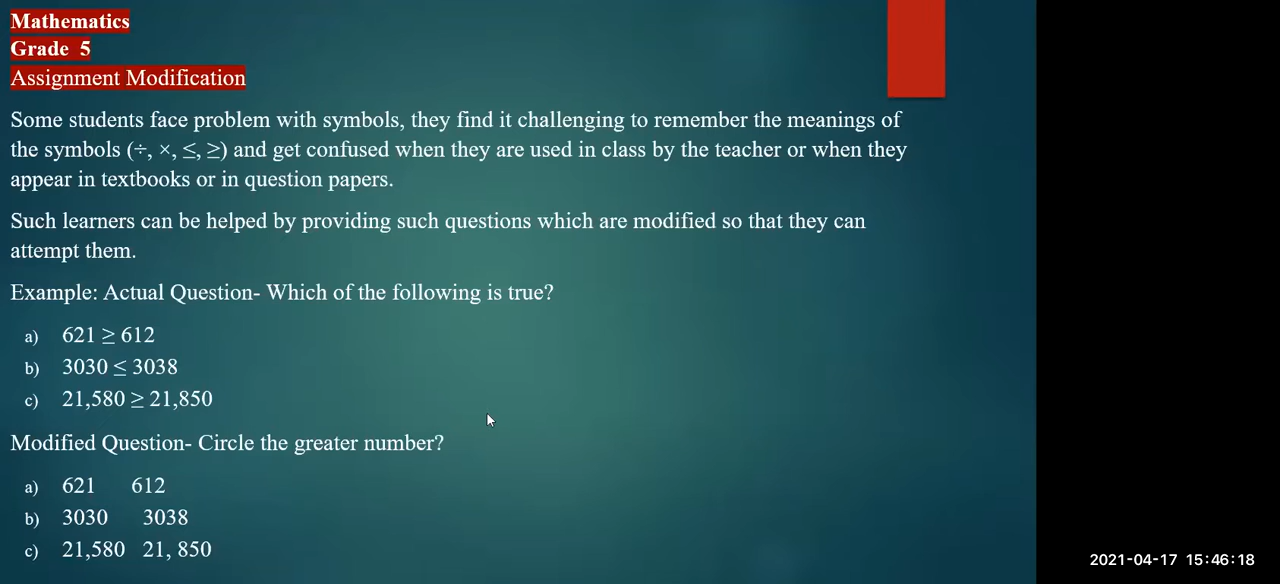 Mathematics
Grade 5
Assignment Modification
Some students face problem with symbols, they find it challenging to remember the meanings of
the symbols (÷, ×, ≤, ≥) and get confused when they are used in class by the teacher or when they
appear in textbooks or in question papers.
Such learners can be helped by providing such questions which are modified so that they can
attempt them.
Example: Actual Question- Which of the following is true?
a) 621 ≥ 612
b) 3030 ≤ 3038
c) 21,580 ≥ 21,850
Modified Question- Circle the greater number?
a) 621 612
b) 3030 3038
c) 21,580 21, 850
2021-04-17 15:46:18